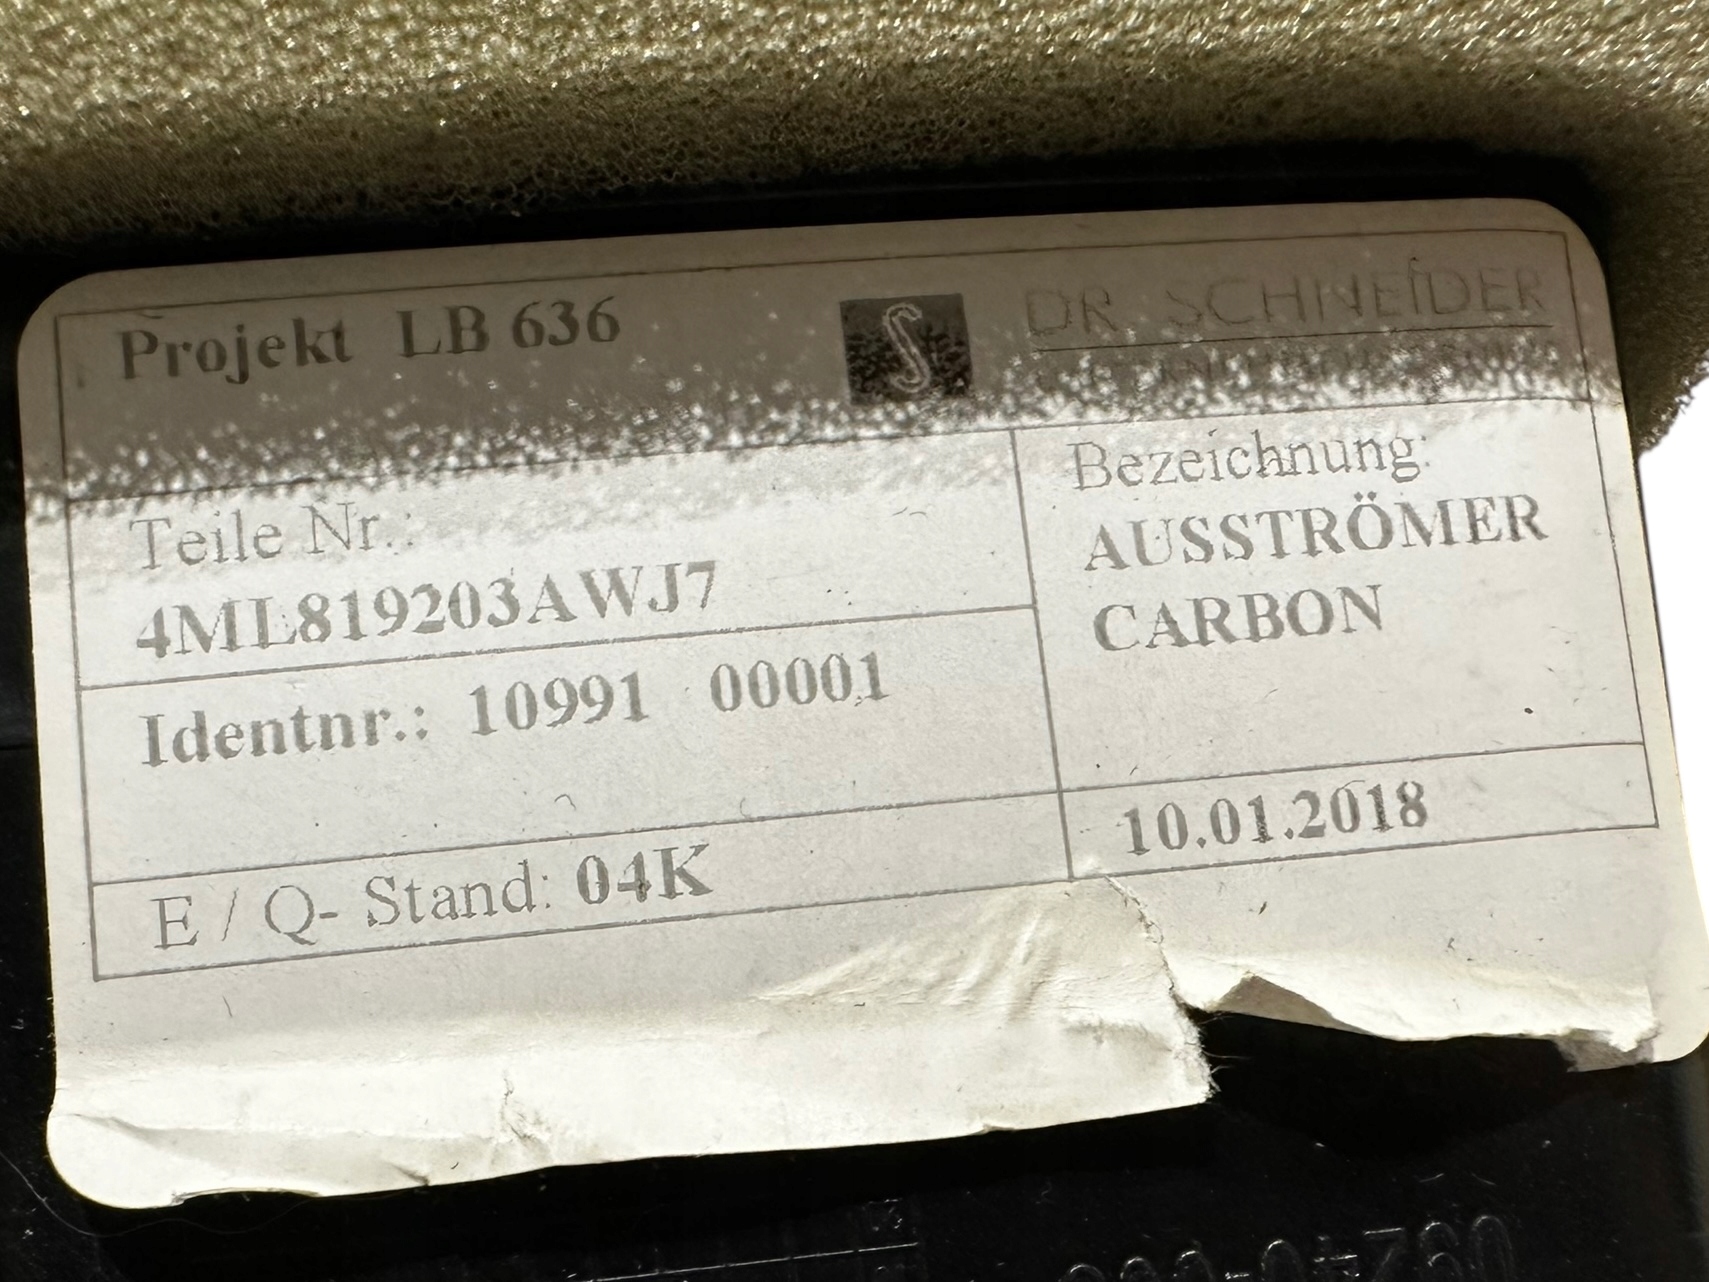 Projekt LB 636
DR. SCHNEIDER
Teile Nr.:
4ML819203AWJ7
Bezeichnung:
AUSSTRÖMER
CARBON
Identnr.: 10991 00001
E / Q- Stand: 04K
10.01.2018